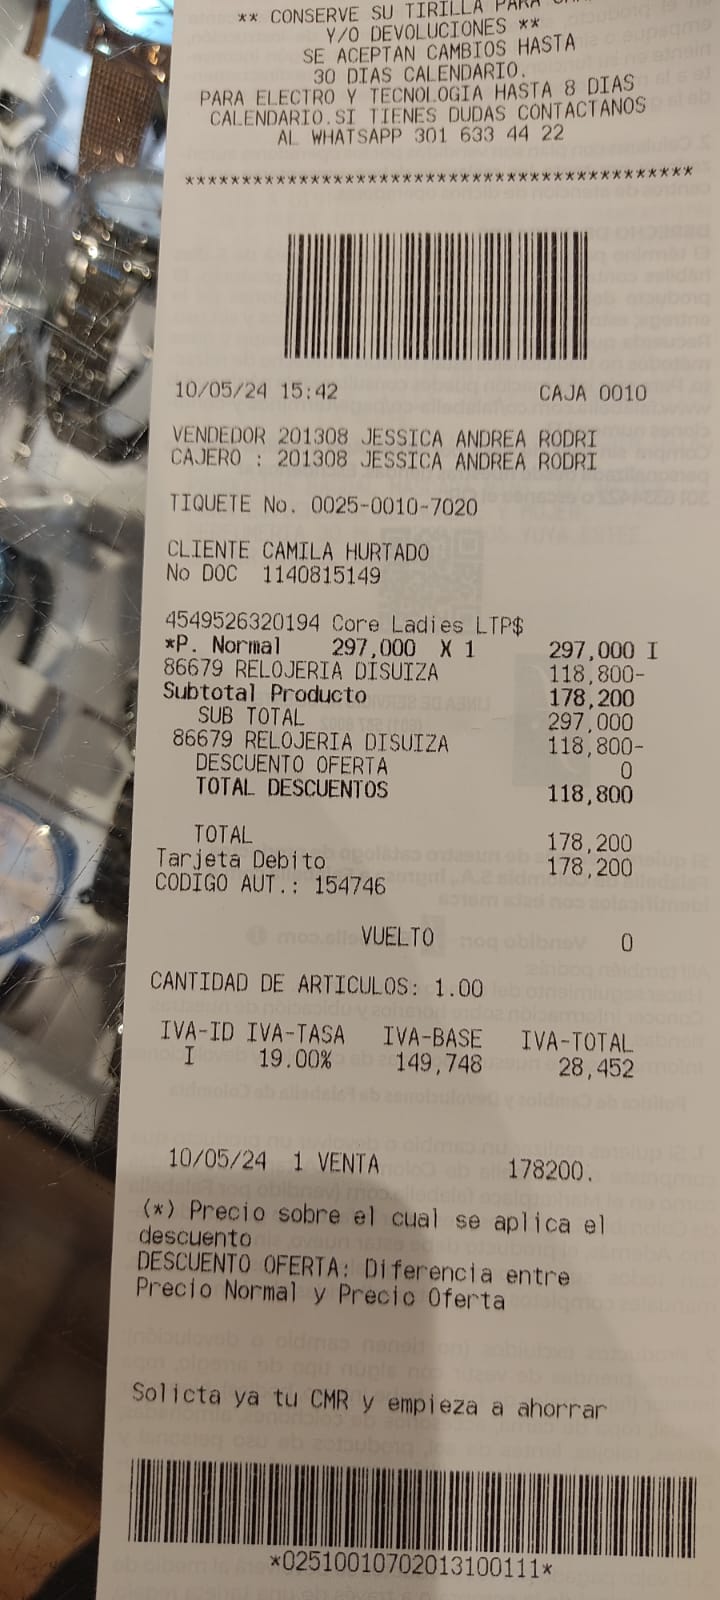 ** CONSERVE SU TIRILLA PARA
Y/O DEVOLUCIONES **
SE ACEPTAN CAMBIOS HASTA
30 DIAS CALENDARIO.
PARA ELECTRO Y TECNOLOGIA HASTA 8 DIAS
CALENDARIO.SI TIENES DUDAS CONTACTANOS
AL WHATSAPP 301 633 44 22
*********************************************
10/05/24 15:42 CAJA 0010
VENDEDOR 201308 JESSICA ANDREA RODRI
CAJERO : 201308 JESSICA ANDREA RODRI
TIQUETE No. 0025-0010-7020
CLIENTE CAMILA HURTADO
No DOC 1140815149
4549526320194 Core Ladies LTP$
*P. Normal 297,000 X 1 297,000 I
86679 RELOJERIA DISUIZA 118,800-
Subtotal Producto 178,200
SUB TOTAL 297,000
86679 RELOJERIA DISUIZA 118,800-
DESCUENTO OFERTA 0
TOTAL DESCUENTOS 118,800
TOTAL 178,200
Tarjeta Debito 178,200
CODIGO AUT.: 154746
VUELTO 0
CANTIDAD DE ARTICULOS: 1.00
IVA-ID IVA-TASA IVA-BASE IVA-TOTAL
I 19.00% 149,748 28,452
10/05/24 1 VENTA 178200.
(*) Precio sobre el cual se aplica el
descuento
DESCUENTO OFERTA: Diferencia entre
Precio Normal y Precio Oferta
Solicta ya tu CMR y empieza a ahorrar
*02510010702013100111*